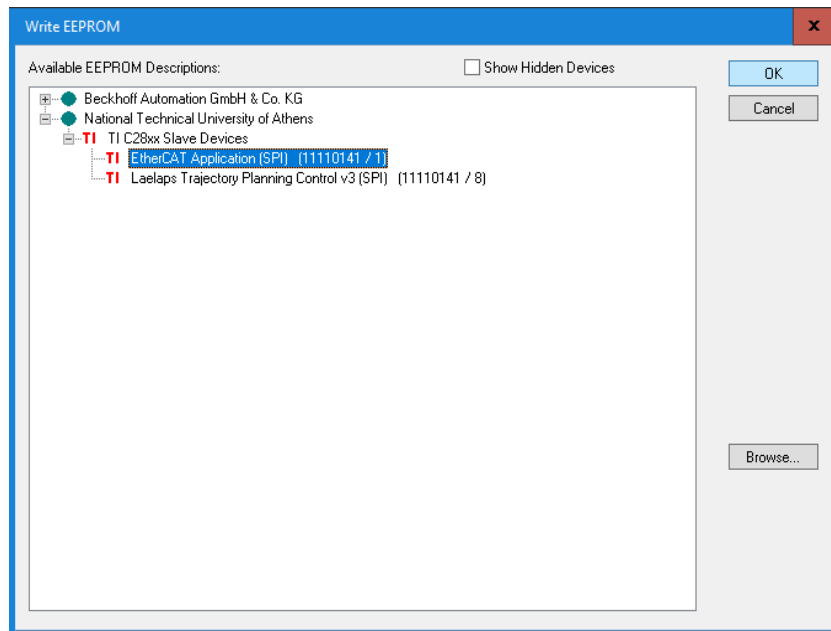 Write EEPROM
x
Available EEPROM Descriptions:
Show Hidden Devices
OK
Cancel
Beckhoff Automation GmbH & Co. KG
National Technical University of Athens
TI TI C28xx Slave Devices
TI EtherCAT Application (SPI) (11110141 / 1)
TI Laelaps Trajectory Planning Control v3 (SPI) (11110141 / 8)
Browse...